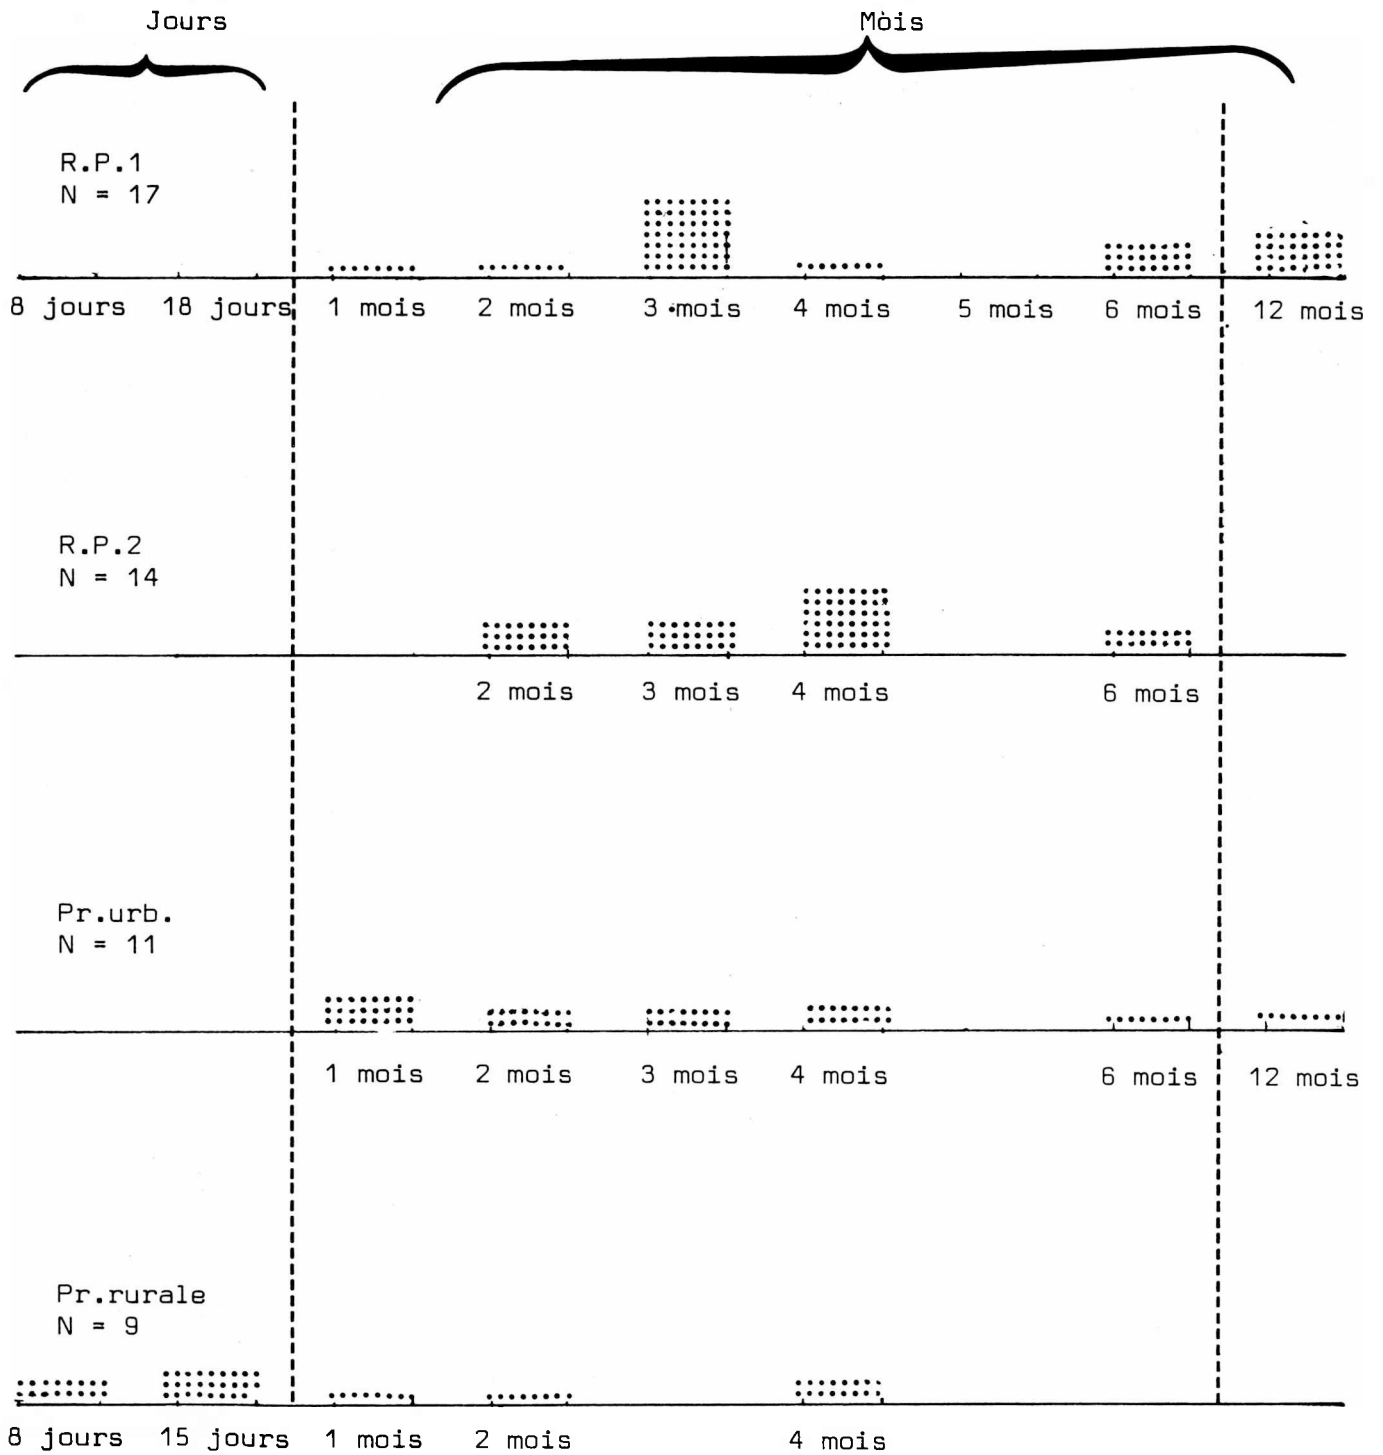 Jours Mòis
R.P.1
N = 17
8 jours 18 jours 1 mois 2 mois 3 mois 4 mois 5 mois 6 mois 12 mois
R.P.2
N = 14
2 mois 3 mois 4 mois 6 mois
Pr.urb.
N = 11
1 mois 2 mois 3 mois 4 mois 6 mois 12 mois
Pr.rurale
N = 9
8 jours 15 jours 1 mois 2 mois 4 mois